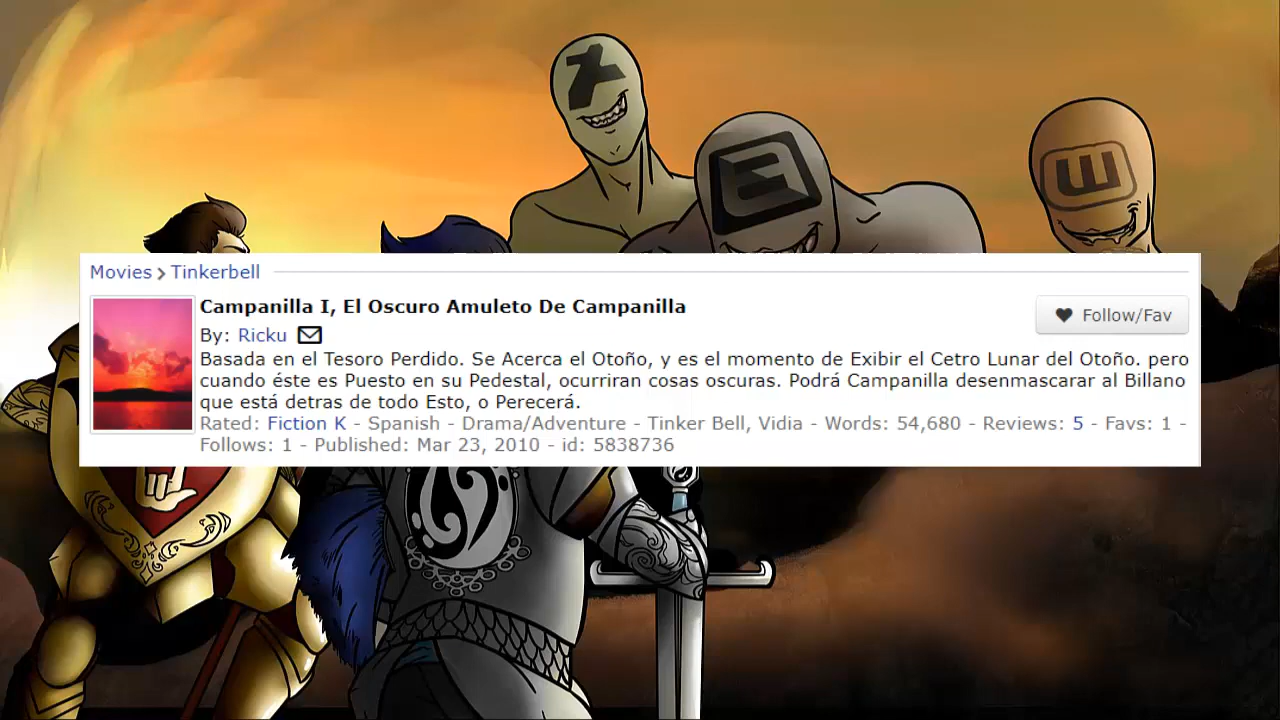 Movies > Tinkerbell
Campanilla I, El Oscuro Amuleto De Campanilla
Follow/Fav
By: Ricku
Basada en el Tesoro Perdido. Se Acerca el Otoño, y es el momento de Exibir el Cetro Lunar del Otoño. pero
cuando éste es Puesto en su Pedestal, ocurriran cosas oscuras. Podrá Campanilla desenmascarar al Billano
que está detras de todo Esto, o Perecerá.
Rated: Fiction K - Spanish - Drama/Adventure - Tinker Bell, Vidia - Words: 54,680 - Reviews: 5 - Favs: 1 -
Follows: 1 - Published: Mar 23, 2010 - id: 5838736